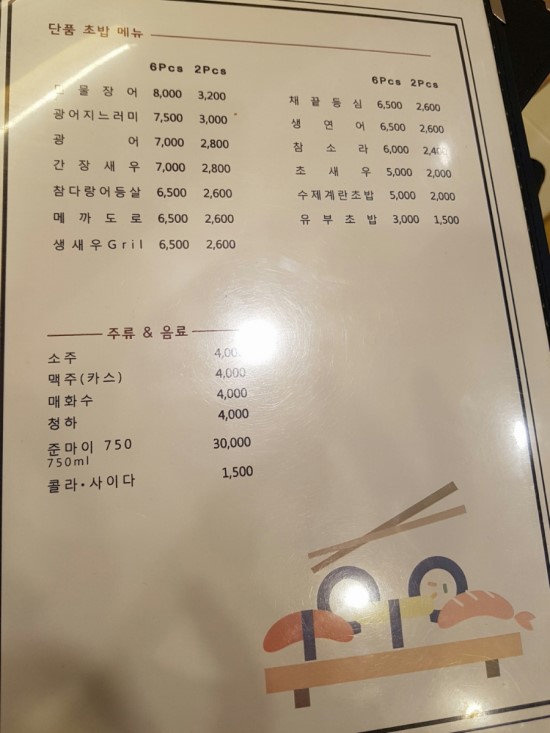 단품 초밥 메뉴
6Pcs 2Pcs
물장어 8,000 3,200
광어지느러미 7,500 3,000
광어 7,000 2,800
간장새우 7,000 2,800
참다랑어등살 6,500 2,600
메까도로 6,500 2,600
생새우Gril 6,500 2,600
6Pcs 2Pcs
채끝등심 6,500 2,600
생연어 6,500 2,600
참소라 6,000
초새우 5,000 2,000
수제계란초밥 5,000 2,000
유부초밥 3,000 1,500
주류 & 음료
소주
맥주(카스) 4,000
매화수 4,000
청하 4,000
준마이 750 30,000
750ml
콜라•사이다 1,500